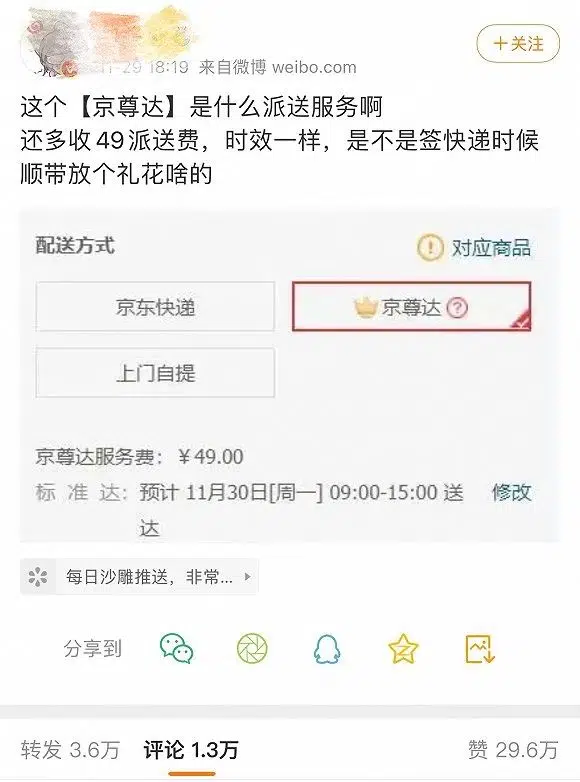 +关注
-29 18:19 来自微博 weibo.com
这个【京尊达】是什么派送服务啊
还多收49派送费，时效一样，是不是签快递时候
顺带放个礼花啥的
配送方式
! 对应商品
京东快递
京尊达 ?
上门自提
京尊达服务费：￥49.00
标 准 达：预计 11月30日[周一] 09:00-15:00 送 修改
达
每日沙雕推送，非常...
分享到
转发 3.6万 评论 1.3万 赞 29.6万